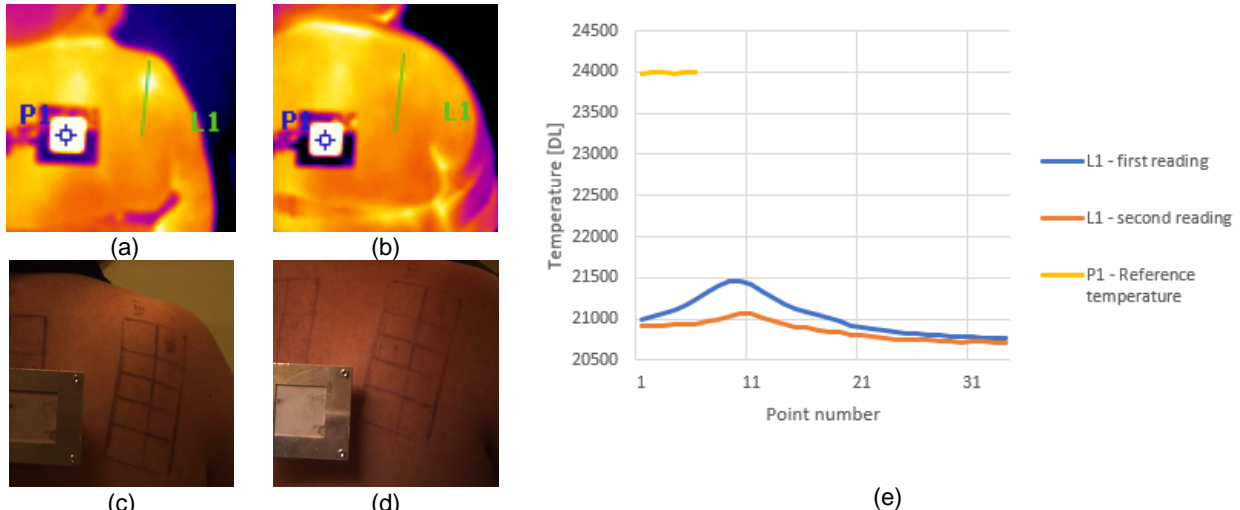 P1
L1
(a)
P1
L1
(b)
(c)
(d)
24500
24000
23500
23000
22500
22000
21500
21000
20500
1
11
21
31
Temperature [DL]
Point number
L1 - first reading
L1 - second reading
P1 - Reference
temperature
(e)